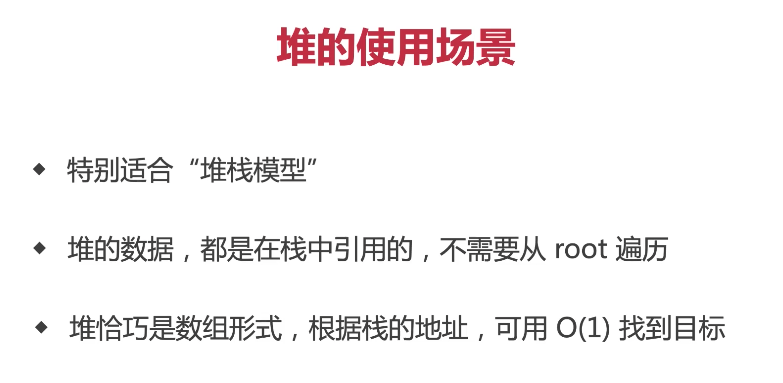 堆的使用场景
◆ 特别适合“堆栈模型”
◆ 堆的数据，都是在栈中引用的，不需要从 root 遍历
◆ 堆恰巧是数组形式，根据栈的地址，可用 O(1) 找到目标